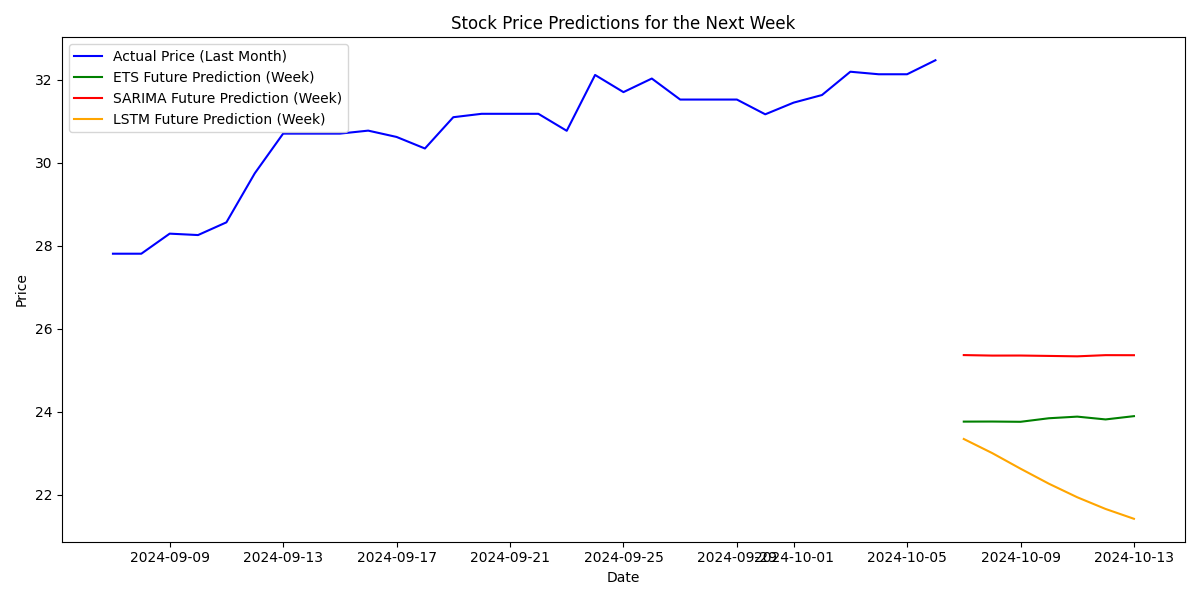 Stock Price Predictions for the Next Week
Actual Price (Last Month)
ETS Future Prediction (Week)
SARIMA Future Prediction (Week)
LSTM Future Prediction (Week)
Price
32
30
28
26
24
22
2024-09-09
2024-09-13
2024-09-17
2024-09-21
2024-09-25
2024-09-29
2024-10-01
2024-10-05
2024-10-09
2024-10-13
Date